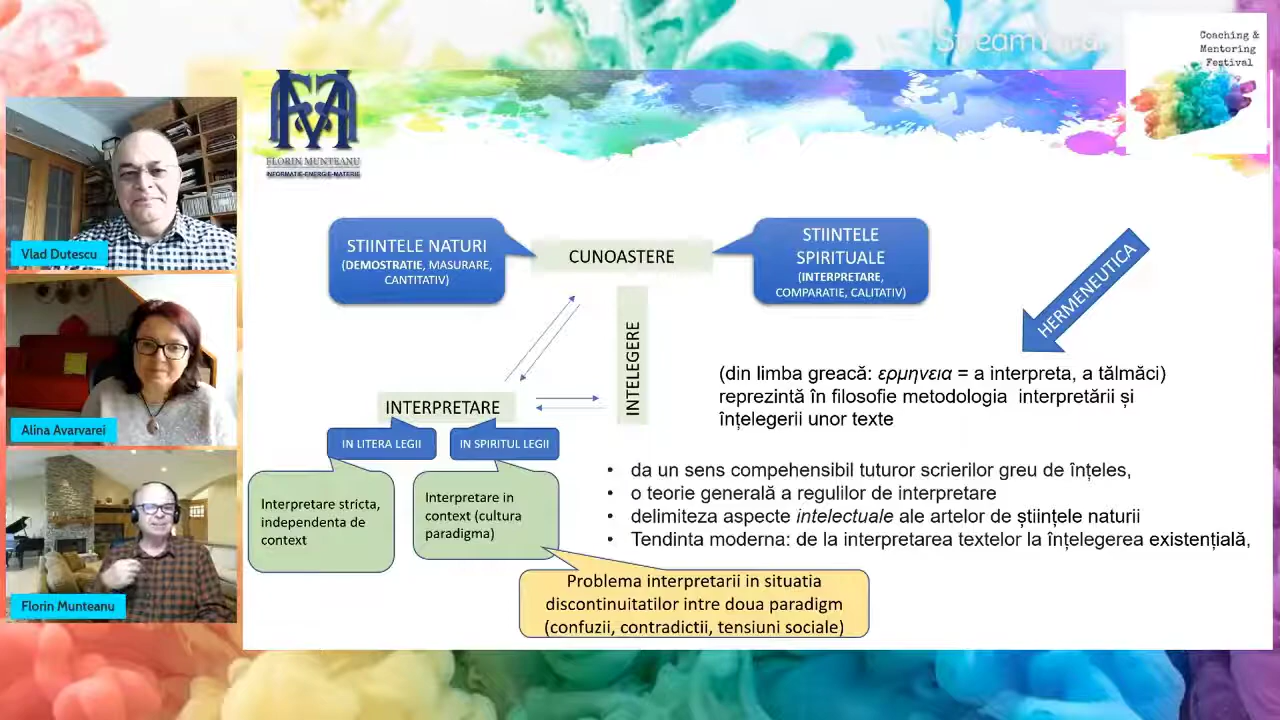 StreamYard
Coaching &
Mentoring
Festival
FLORIN MUNTEANU
INFORMATIE-ENERGIE-MATERIE
Vlad Dutescu
Alina Avarvarei
Florin Munteanu
STIINTELE NATURI
(DEMOSTRATIE, MASURARE,
CANTITATIV)
CUNOASTERE
STIINTELE
SPIRITUALE
(INTERPRETARE,
COMPARATIE, CALITATIV)
HERMENEUTICA
INTELEGERE
(din limba greacă: ερμηνεια = a interpreta, a tălmăci)
reprezintă în filosofie metodologia interpretării și
înțelegerii unor texte
INTERPRETARE
IN LITERA LEGII
IN SPIRITUL LEGII
Interpretare stricta,
independenta de
context
Interpretare in
context (cultura
paradigma)
• da un sens compehensibil tuturor scrierilor greu de înțeles,
• o teorie generală a regulilor de interpretare
• delimiteza aspecte intelectuale ale artelor de științele naturii
• Tendinta moderna: de la interpretarea textelor la înțelegerea existențială,
Problema interpretarii in situatia
discontinuitatilor intre doua paradigm
(confuzii, contradictii, tensiuni sociale)